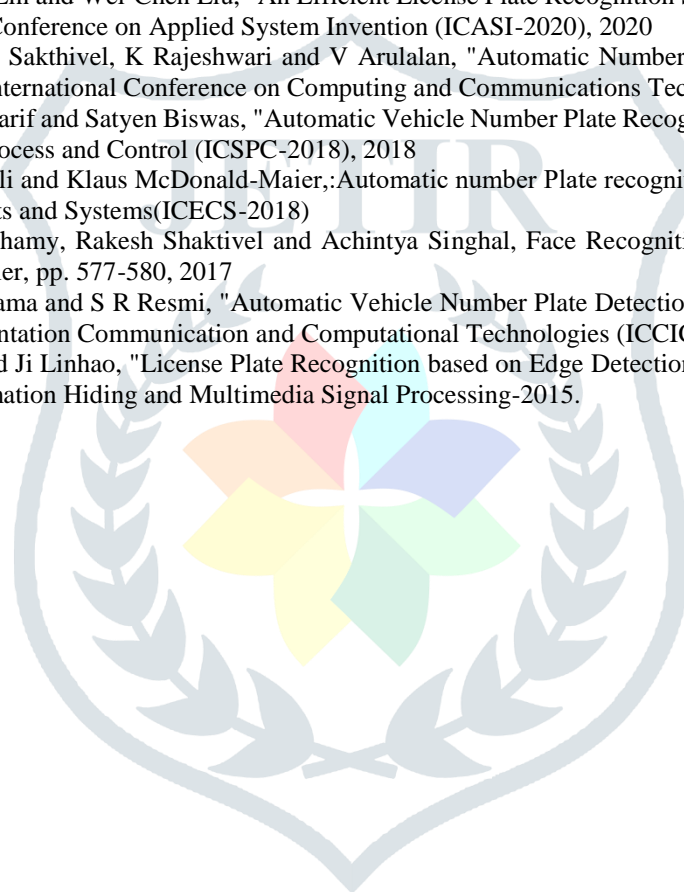 Lin and Wei-Chen Liu, "An Efficient License Plate Recognition
Conference on Applied System Invention (ICASI-2020), 2020
Sakthivel, K Rajeshwari and V Arulalan, "Automatic Number
nternational Conference on Computing and Communications Tec
arif and Satyen Biswas, "Automatic Vehicle Number Plate Recog
ocess and Control (ICSPC-2018), 2018
li and Klaus McDonald-Maier,:Automatic number Plate recogni
ts and Systems(ICECS-2018)
hamy, Rakesh Shaktivel and Achintya Singhal, Face Recogniti
er, pp. 577-580, 2017
ama and S R Resmi, "Automatic Vehicle Number Plate Detectio
ntation Communication and Computational Technologies (ICCIC
d Ji Linhao, "License Plate Recognition based on Edge Detection
mation Hiding and Multimedia Signal Processing-2015.
JETIR